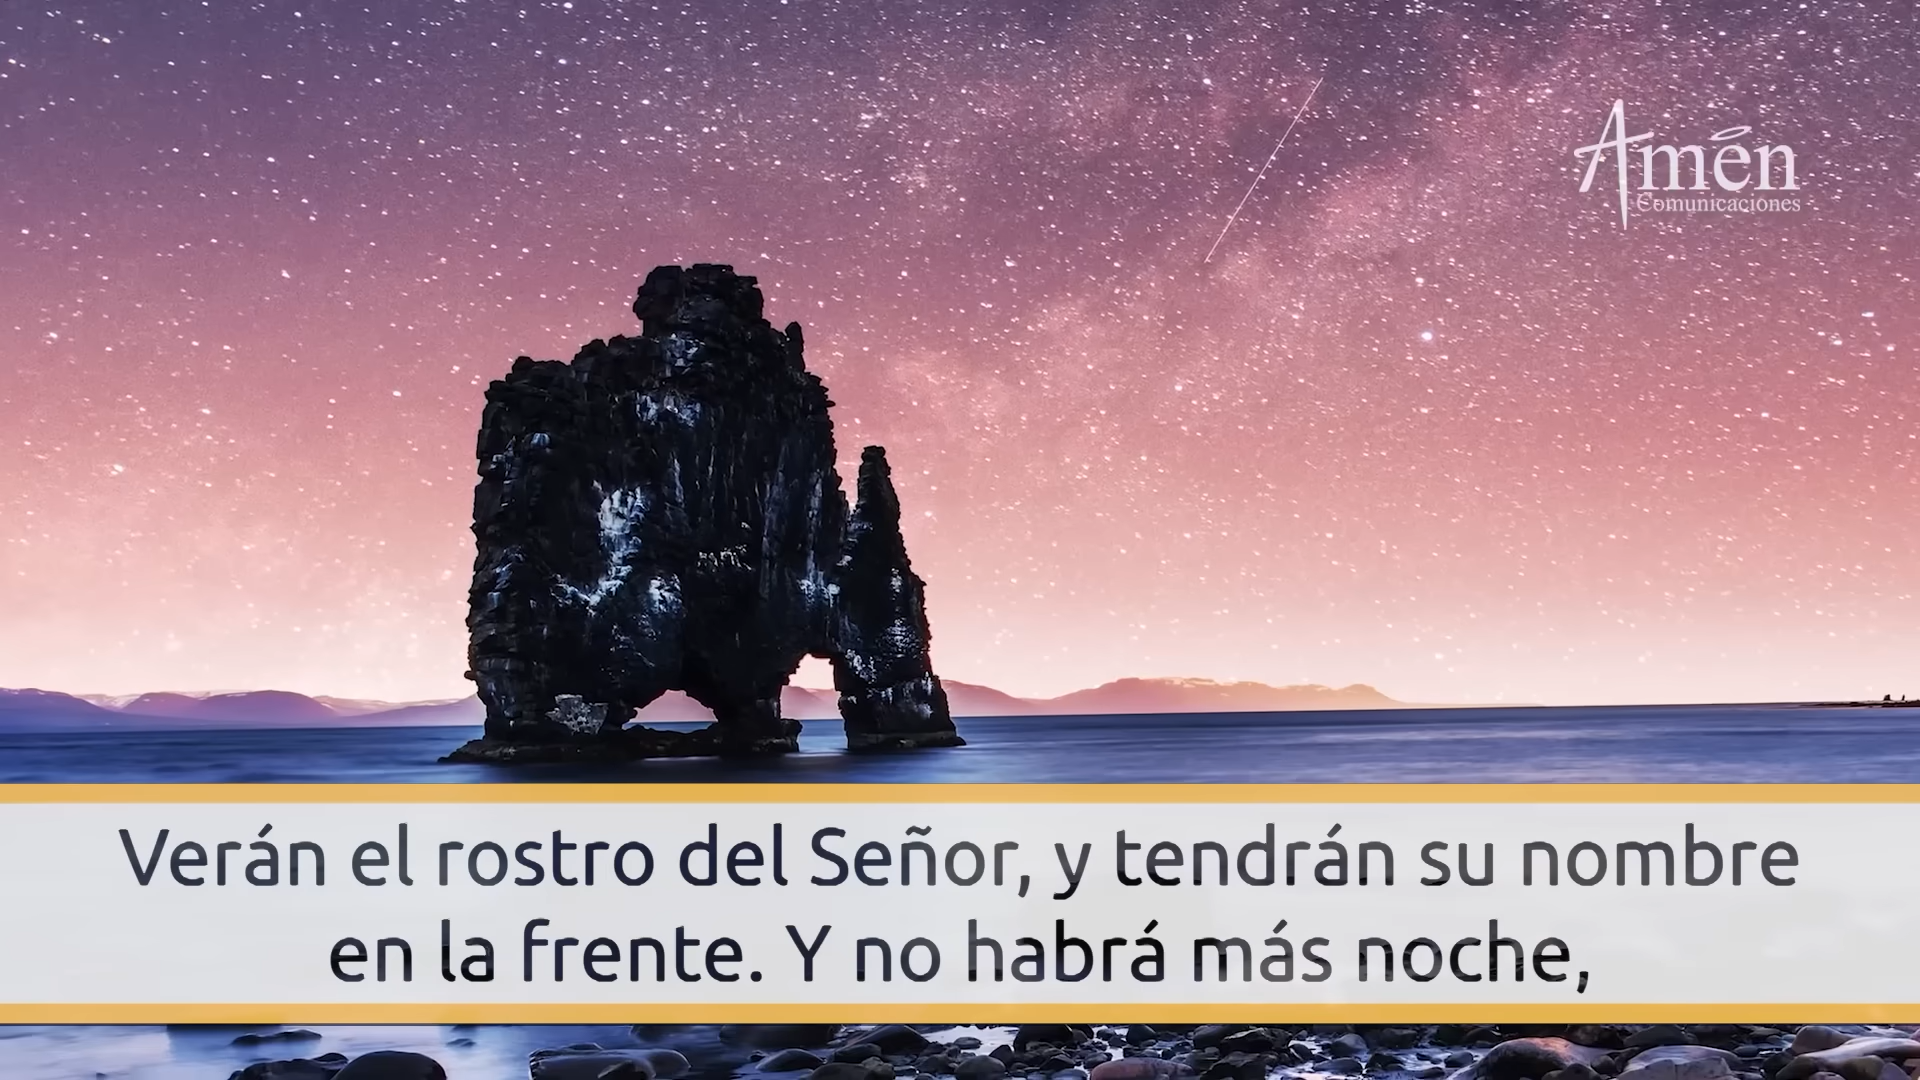 Amén
Comunicaciones
Verán el rostro del Señor, y tendrán su nombre
en la frente. Y no habrá más noche,